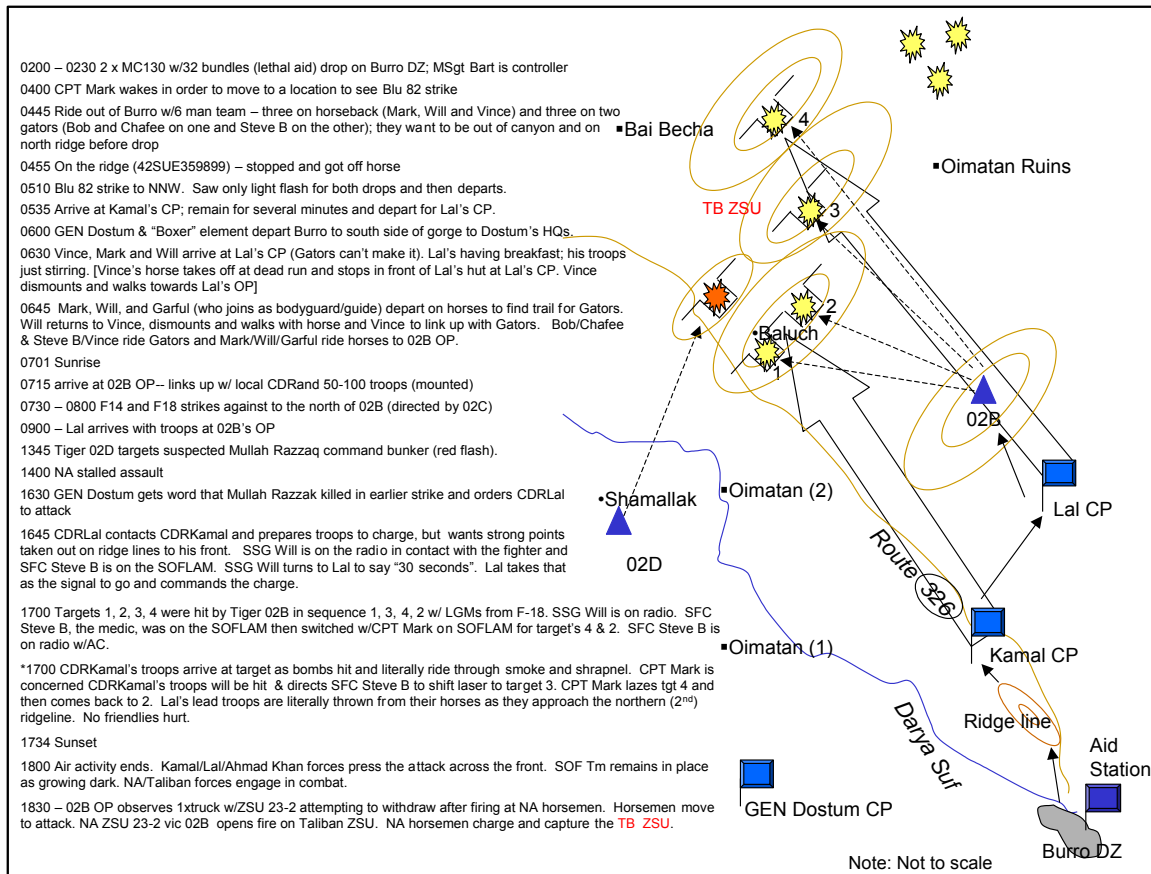 0200 – 0230 2 x MC130 w/32 bundles (lethal aid) drop on Burro DZ; MSgt Bart is controller
0400 CPT Mark wakes in order to move to a location to see Blu 82 strike
0445 Ride out of Burro w/6 man team – three on horseback (Mark, Will and Vince) and three on two
gators (Bob and Chafee on one and Steve B on the other); they want to be out of canyon and on
north ridge before drop
0455 On the ridge (42SUE359899) – stopped and got off horse
0510 Blu 82 strike to NNW.  Saw only light flash for both drops and then departs.
0535 Arrive at Kamal's CP; remain for several minutes and depart for Lal's CP.
0600 GEN Dostum & "Boxer" element depart Burro to south side of gorge to Dostum's HQs.
0630 Vince, Mark and Will arrive at Lal's CP (Gators can't make it). Lal's having breakfast; his troops
just stirring. [Vince's horse takes off at dead run and stops in front of Lal's hut at Lal's CP. Vince
dismounts and walks towards Lal's OP]
0645  Mark, Will, and Garful (who joins as bodyguard/guide) depart on horses to find trail for Gators.
Will returns to Vince, dismounts and walks with horse and Vince to link up with Gators.  Bob/Chafee
& Steve B/Vince ride Gators and Mark/Will/Garful ride horses to 02B OP.
0701 Sunrise
0715 arrive at 02B OP-- links up w/ local CDRand 50-100 troops (mounted)
0730 – 0800 F14 and F18 strikes against to the north of 02B (directed by 02C)
0900 – Lal arrives with troops at 02B's OP
1345 Tiger 02D targets suspected Mullah Razzaq command bunker (red flash).
1400 NA stalled assault
1630 GEN Dostum gets word that Mullah Razzak killed in earlier strike and orders CDRLal
to attack
1645 CDRLal contacts CDRKamal and prepares troops to charge, but wants strong points
taken out on ridge lines to his front.  SSG Will is on the radio in contact with the fighter and
SFC Steve B is on the SOFLAM.  SSG Will turns to Lal to say "30 seconds".  Lal takes that
as the signal to go and commands the charge.
1700 Targets 1, 2, 3, 4 were hit by Tiger 02B in sequence 1, 3, 4, 2 w/ LGMs from F-18.  SSG Will is on radio.  SFC
Steve B, the medic, was on the SOFLAM then switched w/CPT Mark on SOFLAM for target's 4 & 2.  SFC Steve B is
on radio w/AC.
*1700 CDRKamal's troops arrive at target as bombs hit and literally ride through smoke and shrapnel.  CPT Mark is
concerned CDRKamal's troops will be hit  & directs SFC Steve B to shift laser to target 3. CPT Mark lazes tgt 4 and
then comes back to 2.  Lal's lead troops are literally thrown from their horses as they approach the northern (2nd)
ridgeline.  No friendlies hurt.
1734 Sunset
1800 Air activity ends.  Kamal/Lal/Ahmad Khan forces press the attack across the front.  SOF Tm remains in place
as growing dark. NA/Taliban forces engage in combat.
1830 – 02B OP observes 1xtruck w/ZSU 23-2 attempting to withdraw after firing at NA horsemen.  Horsemen move
to attack. NA ZSU 23-2 vic 02B  opens fire on Taliban ZSU.  NA horsemen charge and capture the TB  ZSU.
4
Bai Becha
Oimatan Ruins
TB ZSU
3
2
Baluch
1
02B
Shamallak
Oimatan (2)
Lal CP
02D
Route 326
Oimatan (1)
Kamal CP
Ridge line
Darya Suf
Aid
Station
GEN Dostum CP
Burro DZ
Note: Not to scale